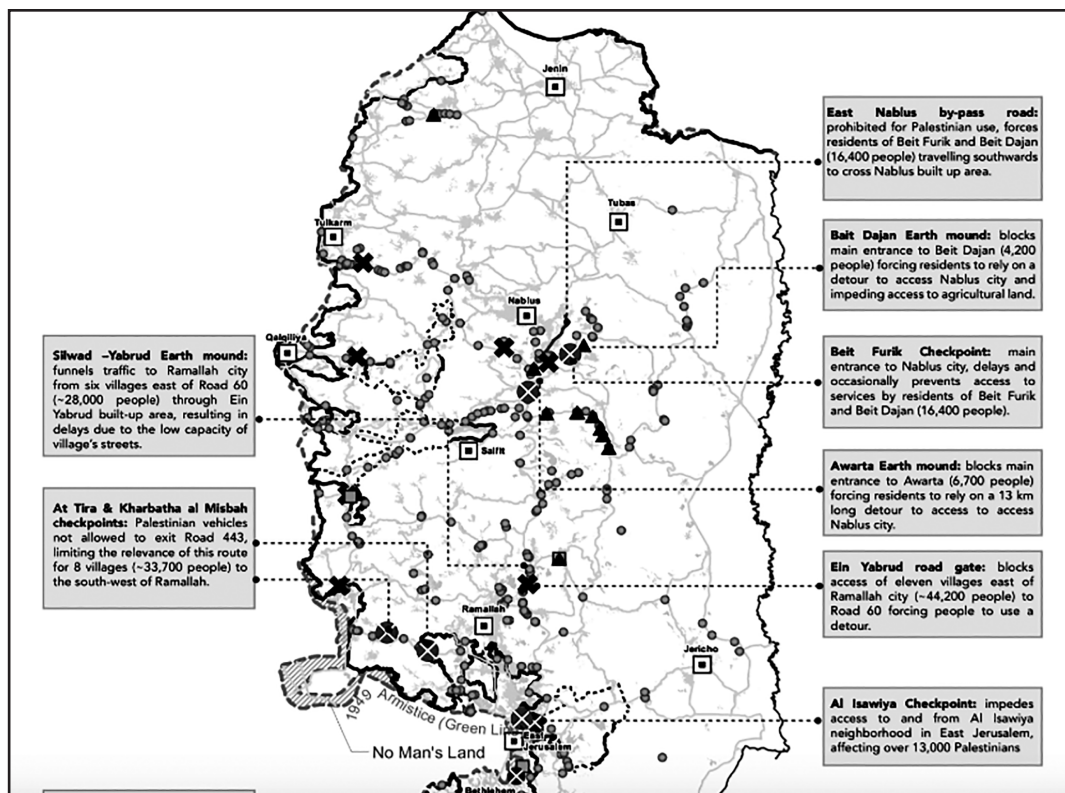 Jenin
East Nablus by-pass road:
prohibited for Palestinian use, forces
residents of Beit Furik and Beit Dajan
(16,400 people) travelling southwards
to cross Nablus built up area.
Tubas
Tulkarm
Bait Dajan Earth mound: blocks
main entrance to Beit Dajan (4,200
people) forcing residents to rely on a
detour to access Nablus city and
impeding access to agricultural land.
Nablus
Qalqiliya
Silwad –Yabrud Earth mound:
funnels traffic to Ramallah city
from six villages east of Road 60
(~28,000 people) through Ein
Yabrud built-up area, resulting in
delays due to the low capacity of
village's streets.
Beit Furik Checkpoint: main
entrance to Nablus city, delays and
occasionally prevents access to
services by residents of Beit Furik
and Beit Dajan (16,400 people).
Salfit
Awarta Earth mound: blocks main
entrance to Awarta (6,700 people)
forcing residents to rely on a 13 km
long detour to access to access
Nablus city.
At Tira & Kharbatha al Misbah
checkpoints: Palestinian vehicles
not allowed to exit Road 443,
limiting the relevance of this route
for 8 villages (~33,700 people) to
the south-west of Ramallah.
Ein Yabrud road gate: blocks
access of eleven villages east of
Ramallah city (~44,200 people) to
Road 60 forcing people to use a
detour.
Ramallah
Jericho
1949 Armistice (Green Lin
No Man's Land
East
Jerusalem
Al Isawiya Checkpoint: impedes
access to and from Al Isawiya
neighborhood in East Jerusalem,
affecting over 13,000 Palestinians
Bethlehem